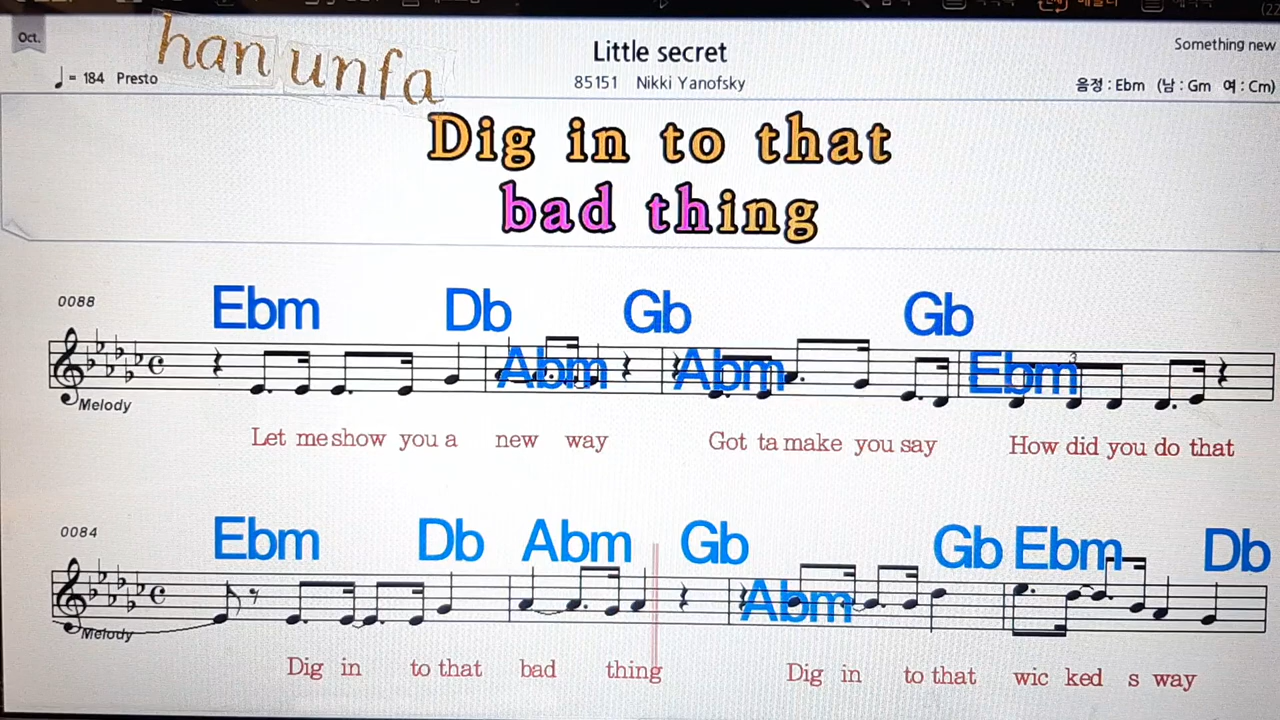 Oct.
han unfa
Little secret
Something new
♩= 184 Presto
85151 Nikki Yanofsky
음정 : Ebm (남 : Gm 여 : Cm)
Dig in to that
bad thing
0088
Ebm Db Abm Gb Abm Gb Ebm
3
Melody
Let me show you a new way Got ta make you say How did you do that
0084
Ebm Db Abm Gb Abm Gb Ebm Db
Melody
Dig in to that bad thing Dig in to that wic ked s way